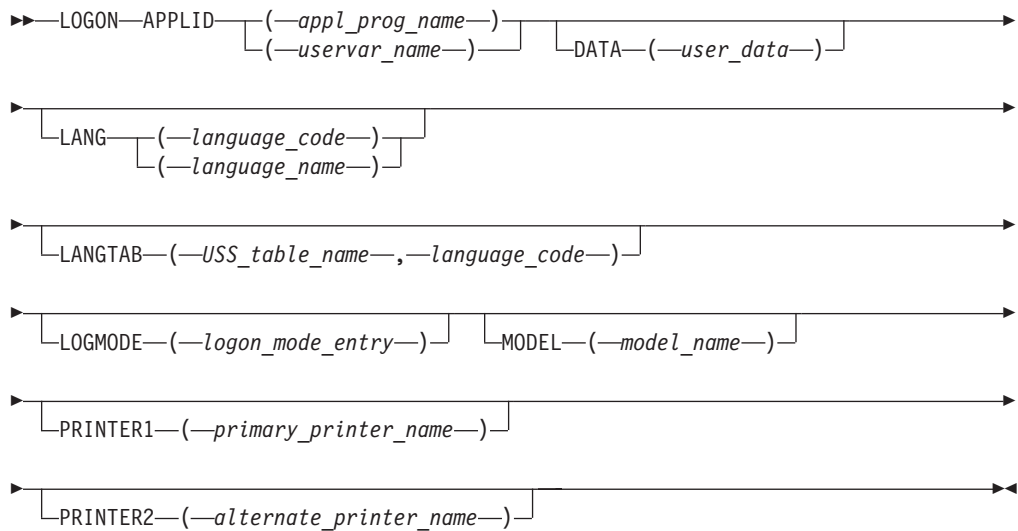 LOGON APPLID (appl_prog_name)
(uservar_name) DATA (user_data)
LANG (language_code)
(language_name)
LANGTAB (USS_table_name , language_code)
LOGMODE (logon_mode_entry) MODEL (model_name)
PRINTER1 (primary_printer_name)
PRINTER2 (alternate_printer_name)